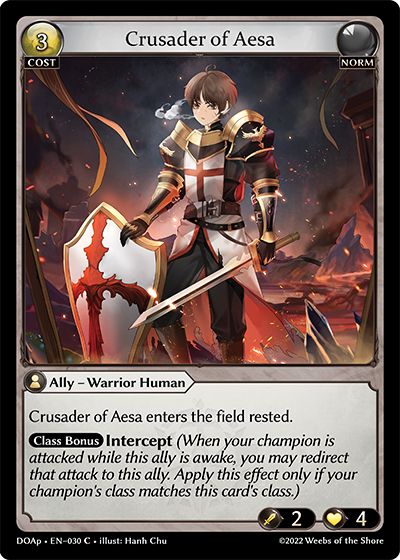 3
Crusader of Aesa
COST
NORM
Ally – Warrior Human
Crusader of Aesa enters the field rested.
Class Bonus Intercept (When your champion is
attacked while this ally is awake, you may redirect
that attack to this ally. Apply this effect only if your
champion's class matches this card's class.)
2
4
DOAp • EN-030 C • illust: Hanh Chu
©2022 Weebs of the Shore